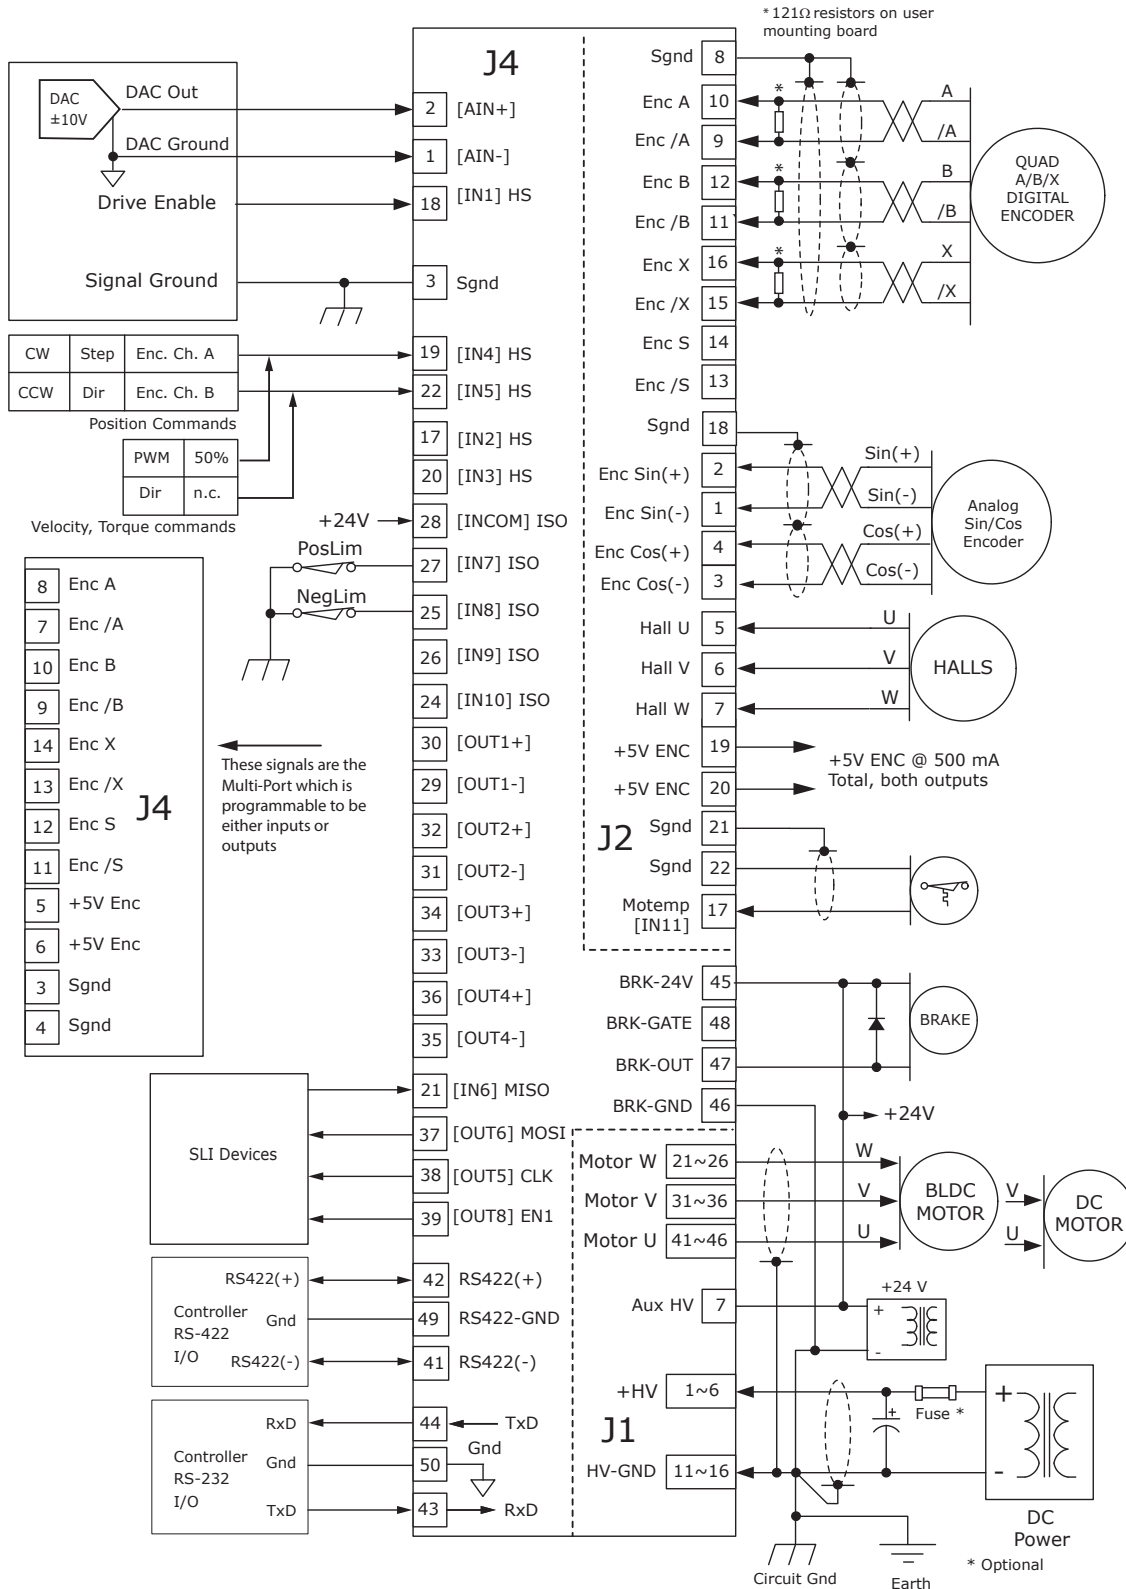 *121Ω resistors on user
mounting board
J4
DAC
±10V
DAC Out
DAC Ground
Drive Enable
Signal Ground
2 [AIN+]
1 [AIN-]
18 [IN1] HS
3 Sgnd
CW Step Enc. Ch. A
CCW Dir Enc. Ch. B
Position Commands
PWM 50%
Dir n.c.
Velocity, Torque commands
19 [IN4] HS
22 [IN5] HS
17 [IN2] HS
20 [IN3] HS
+24V
28 [INCOM] ISO
PosLim
27 [IN7] ISO
NegLim
25 [IN8] ISO
26 [IN9] ISO
24 [IN10] ISO
30 [OUT1+]
29 [OUT1-]
32 [OUT2+]
31 [OUT2-]
34 [OUT3+]
33 [OUT3-]
36 [OUT4+]
35 [OUT4-]
8 Enc A
7 Enc /A
10 Enc B
9 Enc /B
14 Enc X
13 Enc /X
12 Enc S
11 Enc /S
5 +5V Enc
6 +5V Enc
3 Sgnd
4 Sgnd
J4
These signals are the
Multi-Port which is
programmable to be
either inputs or
outputs
SLI Devices
21 [IN6] MISO
37 [OUT6] MOSI
38 [OUT5] CLK
39 [OUT8] EN1
Controller
RS-422
I/O
RS422(+)
Gnd
RS422(-)
42 RS422(+)
49 RS422-GND
41 RS422(-)
Controller
RS-232
I/O
RxD
Gnd
TxD
44 TxD
50 Gnd
43 RxD
Sgnd 8
Enc A 10
Enc /A 9
Enc B 12
Enc /B 11
Enc X 16
Enc /X 15
Enc S 14
Enc /S 13
*
*
*
A
/A
B
/B
X
/X
QUAD
A/B/X
DIGITAL
ENCODER
Sgnd 18
Enc Sin(+) 2
Enc Sin(-) 1
Enc Cos(+) 4
Enc Cos(-) 3
Sin(+)
Sin(-)
Cos(+)
Cos(-)
Analog
Sin/Cos
Encoder
Hall U 5 U
Hall V 6 V
Hall W 7 W
HALLS
+5V ENC 19
+5V ENC 20
+5V ENC @ 500 mA
Total, both outputs
J2
Sgnd 21
Sgnd 22
Motemp
[IN11]
17
BRK-24V 45
BRK-GATE 48
BRK-OUT 47
BRK-GND 46
BRAKE
+24V
Motor W 21~26 W
Motor V 31~36 V
Motor U 41~46 U
BLDC
MOTOR
V
U
DC
MOTOR
Aux HV 7
+24 V
+
-
+HV 1~6
J1
HV-GND 11~16
+
Fuse *
+
-
DC
Power
* Optional
Circuit Gnd
Earth